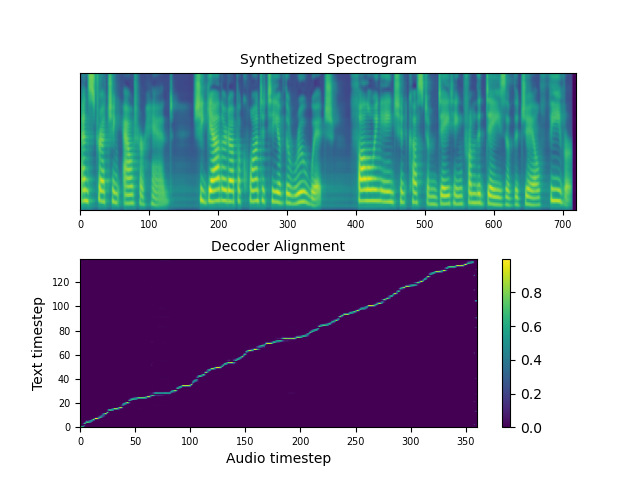 Synthetized Spectrogram
0 100 200 300 400 500 600 700
Decoder Alignment
120
100
80
60
40
20
0
Text timestep
0 50 100 150 200 250 300 350
Audio timestep
0.8
0.6
0.4
0.2
0.0